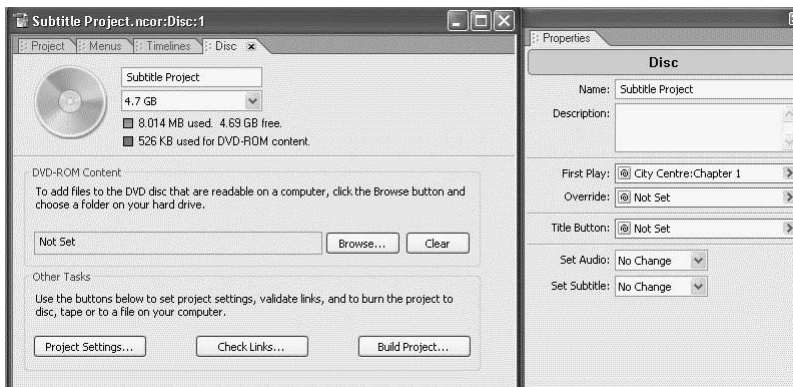 Subtitle Project.ncor:Disc:1
Project Menus Timelines Disc
Subtitle Project
4.7 GB
8.014 MB used. 4.69 GB free.
526 KB used for DVD-ROM content.
DVD-ROM Content
To add files to the DVD disc that are readable on a computer, click the Browse button and
choose a folder on your hard drive.
Not Set Browse... Clear
Other Tasks
Use the buttons below to set project settings, validate links, and to burn the project to
disc, tape or to a file on your computer.
Project Settings... Check Links... Build Project...
Properties
Disc
Name: Subtitle Project
Description:
First Play: City Centre:Chapter 1
Override: Not Set
Title Button: Not Set
Set Audio: No Change
Set Subtitle: No Change